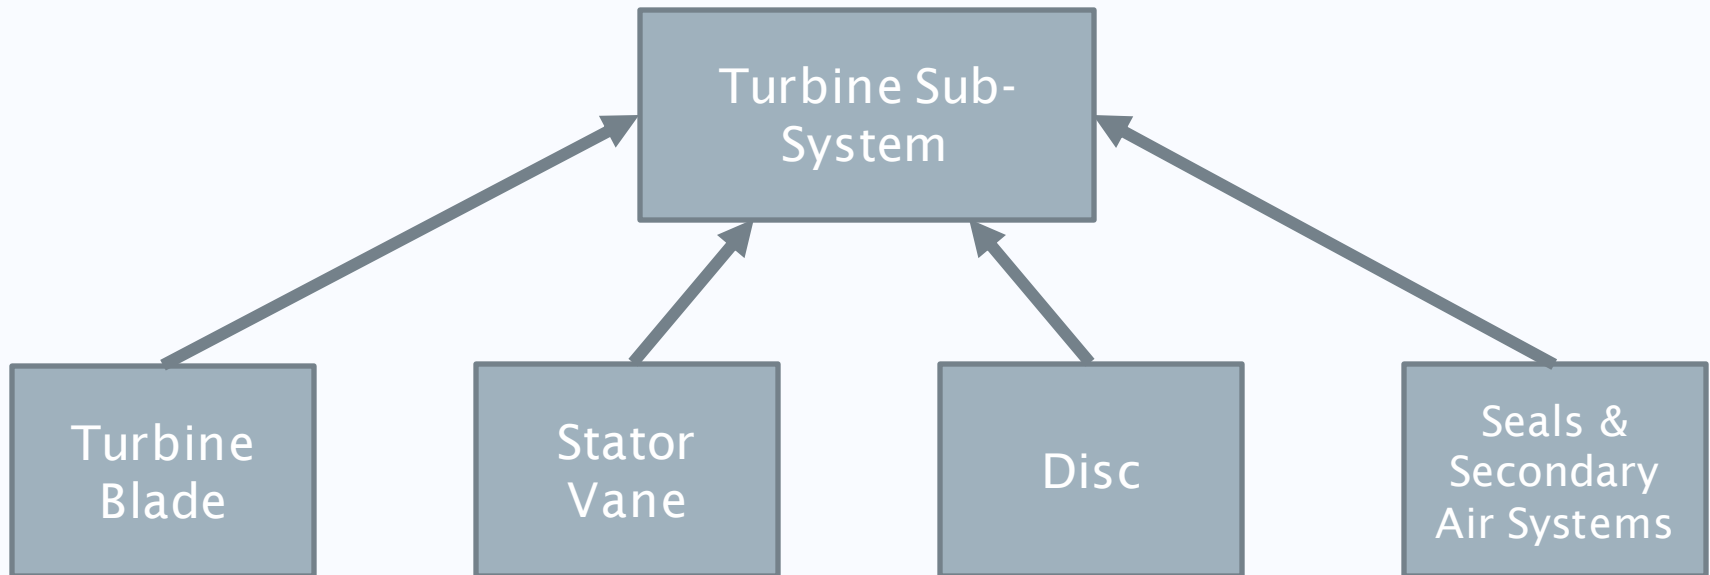 Turbine Sub-
System
Turbine
Blade
Stator
Vane
Disc
Seals &
Secondary
Air Systems